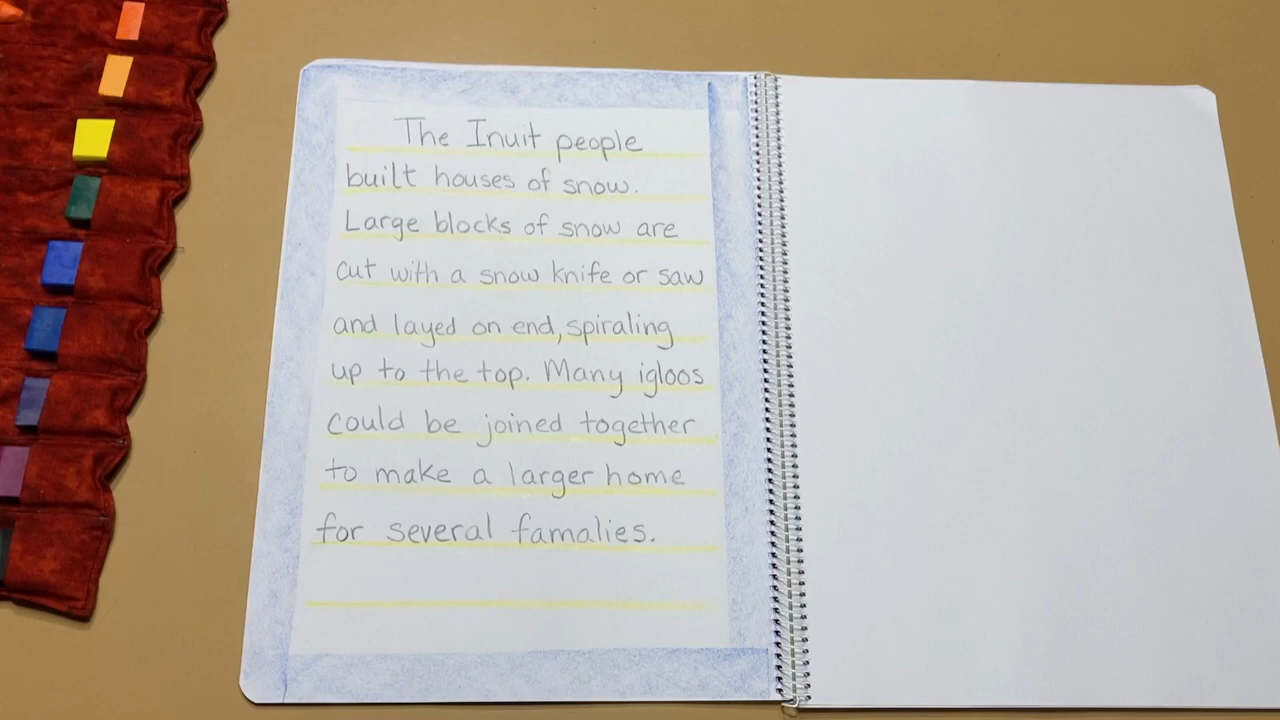 The Inuit people
built houses of snow.
Large blocks of snow are
cut with a snow knife or saw
and layed on end, spiraling
up to the top. Many igloos
could be joined together
to make a larger home
for several famalies.